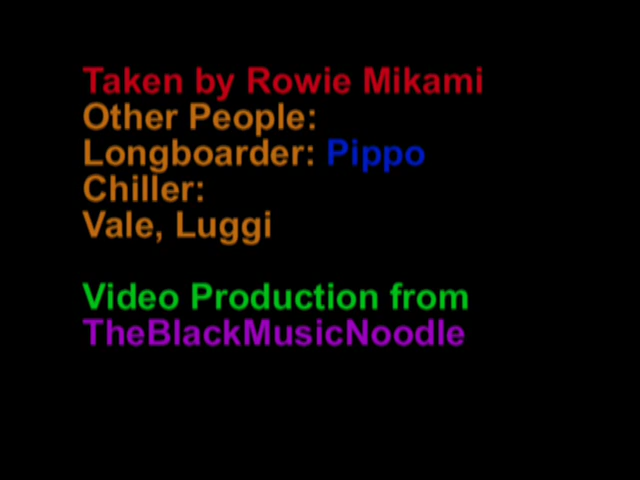 Taken by Rowie Mikami
Other People:
Longboarder: Pippo
Chiller:
Vale, Luggi
Video Production from
TheBlackMusicNoodle